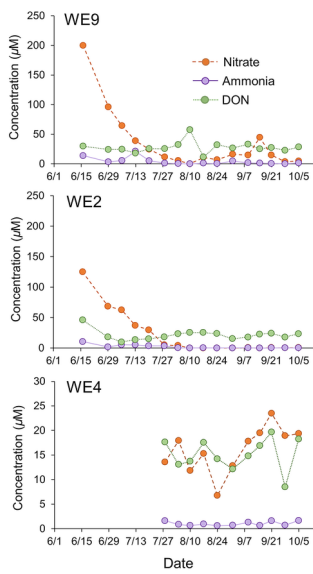 WE9
250
200
150
100
50
0
Concentration (µM)
Nitrate
Ammonia
DON
6/1 6/15 6/29 7/13 7/27 8/10 8/24 9/7 9/21 10/5
WE2
250
200
150
100
50
0
Concentration (µM)
6/1 6/15 6/29 7/13 7/27 8/10 8/24 9/7 9/21 10/5
WE4
30
25
20
15
10
5
0
Concentration (µM)
6/1 6/15 6/29 7/13 7/27 8/10 8/24 9/7 9/21 10/5
Date